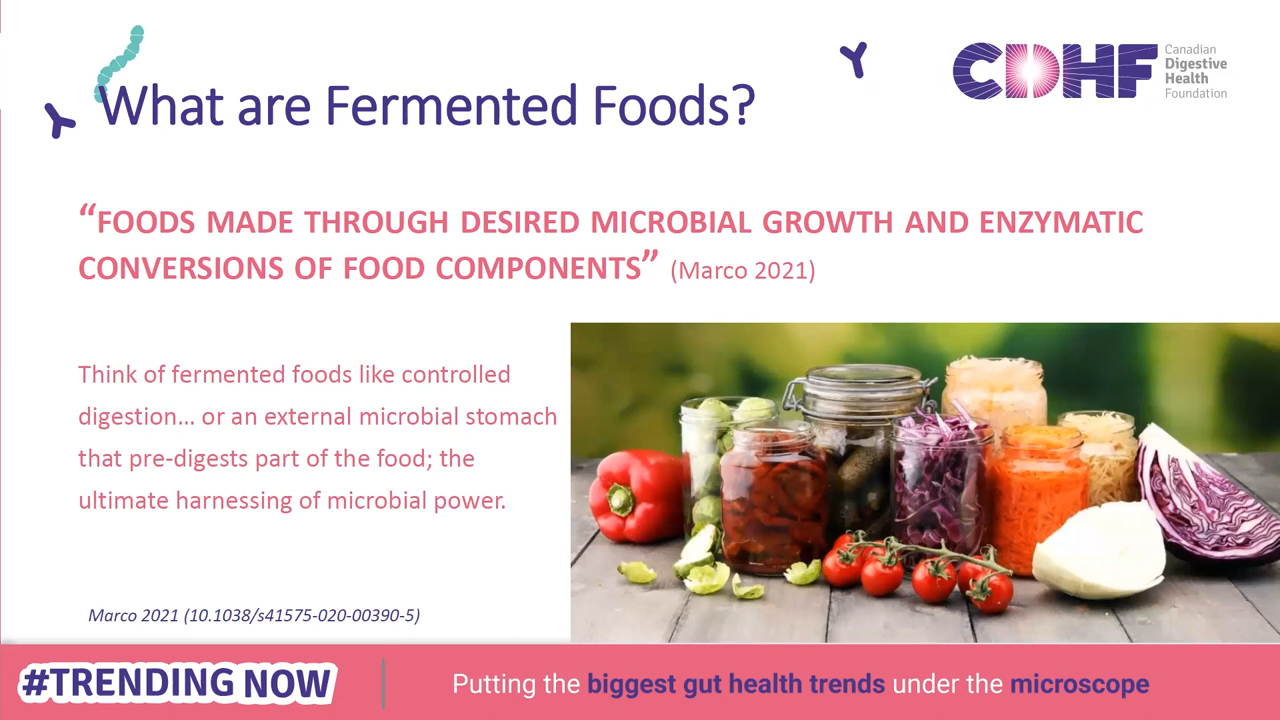 What are Fermented Foods?
CDHF
Canadian
Digestive
Health
Foundation
“FOODS MADE THROUGH DESIRED MICROBIAL GROWTH AND ENZYMATIC
CONVERSIONS OF FOOD COMPONENTS” (Marco 2021)
Think of fermented foods like controlled
digestion... or an external microbial stomach
that pre-digests part of the food; the
ultimate harnessing of microbial power.
Marco 2021 (10.1038/s41575-020-00390-5)
#TRENDING NOW
Putting the biggest gut health trends under the microscope